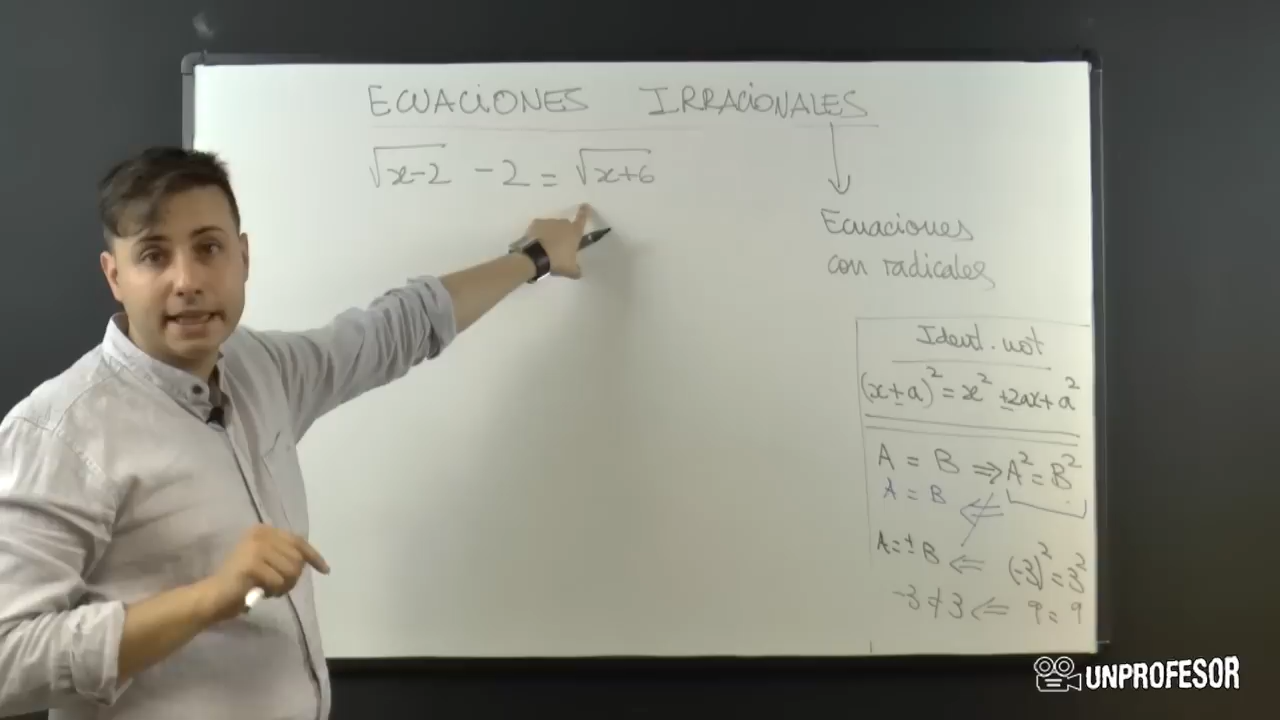 ECUACIONES IRRACIONALES
√x-2 - 2 = √x+6
Ecuaciones
con radicales
Ident. not
(x±a)² = x² ±2ax+a²
A = B ⇒ A² = B²
A = B ⇐
A=±B ⇐ (-3)² = 3²
-3 ≠ 3 ⇐ 9 = 9
UNPROFESOR